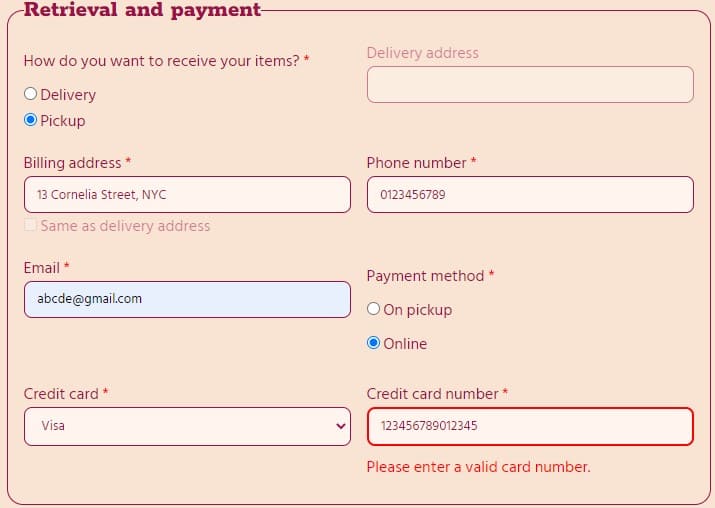 Retrieval and payment
How do you want to receive your items? *
Delivery
Pickup
Delivery address
Billing address *
13 Cornelia Street, NYC
Same as delivery address
Phone number *
0123456789
Email *
abcde@gmail.com
Payment method *
On pickup
Online
Credit card *
Visa
Credit card number *
123456789012345
Please enter a valid card number.